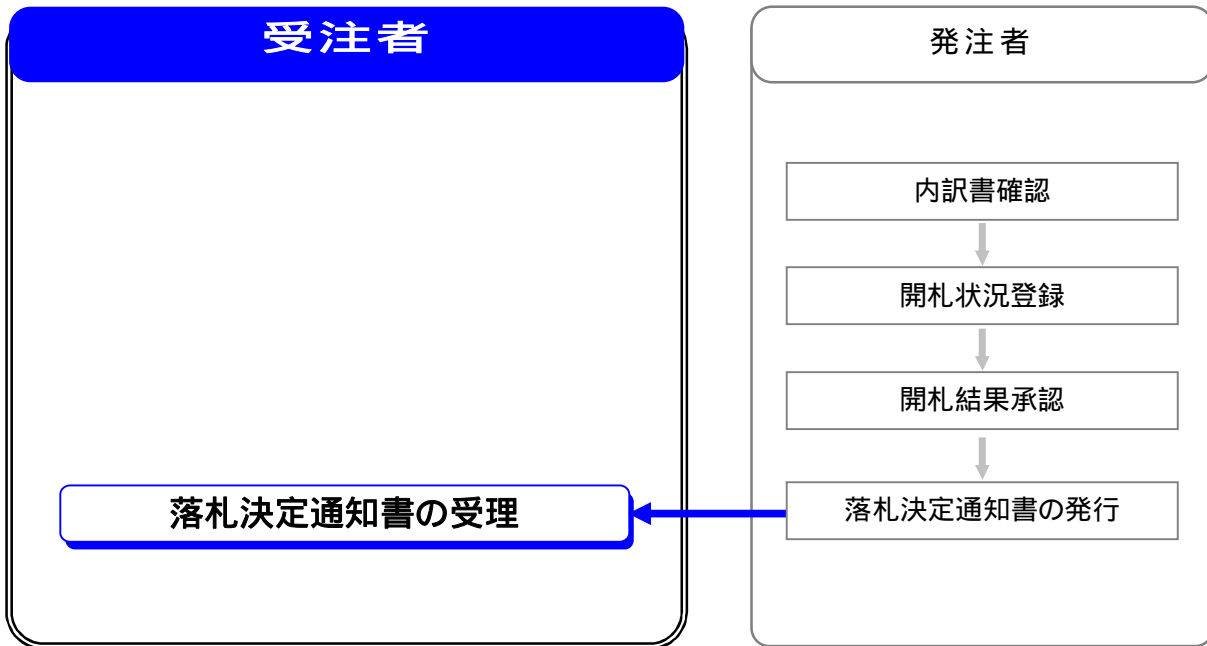 受注者
発注者
内訳書確認
開札状況登録
開札結果承認
落札決定通知書の受理
落札決定通知書の発行